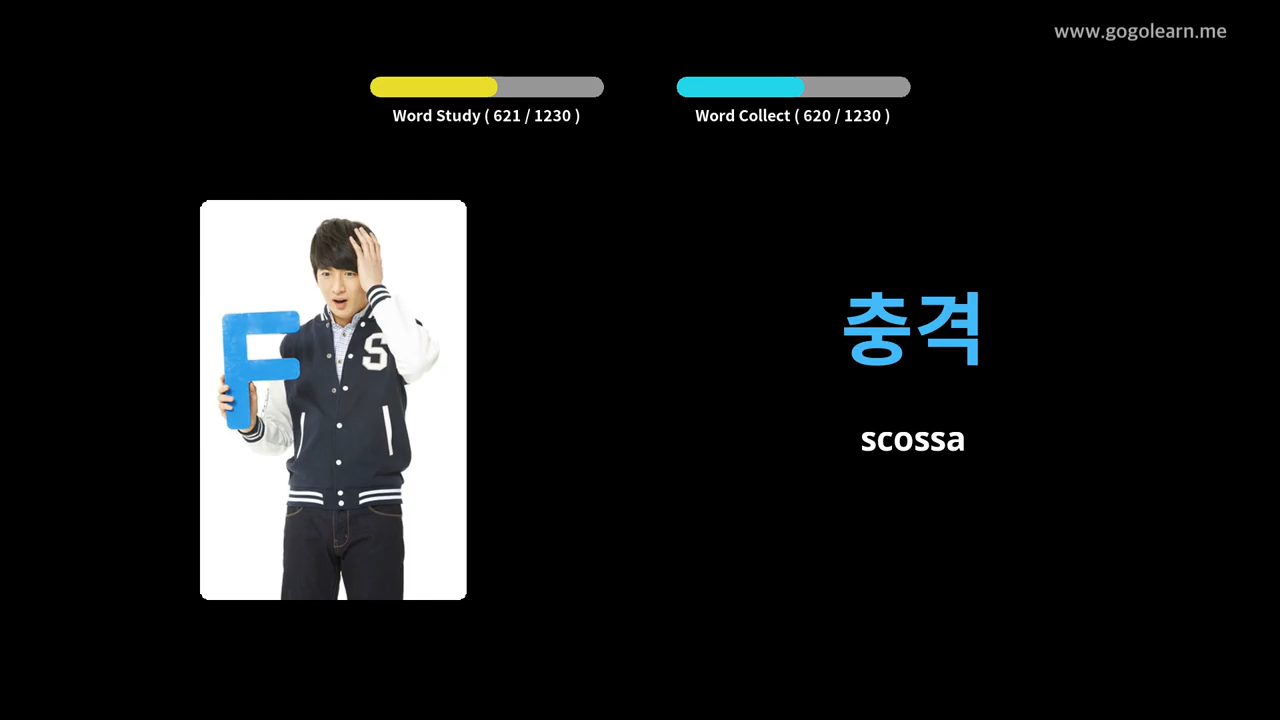 www.gogolearn.me
Word Study ( 621 / 1230 )
Word Collect ( 620 / 1230 )
F
S
충격
scossa